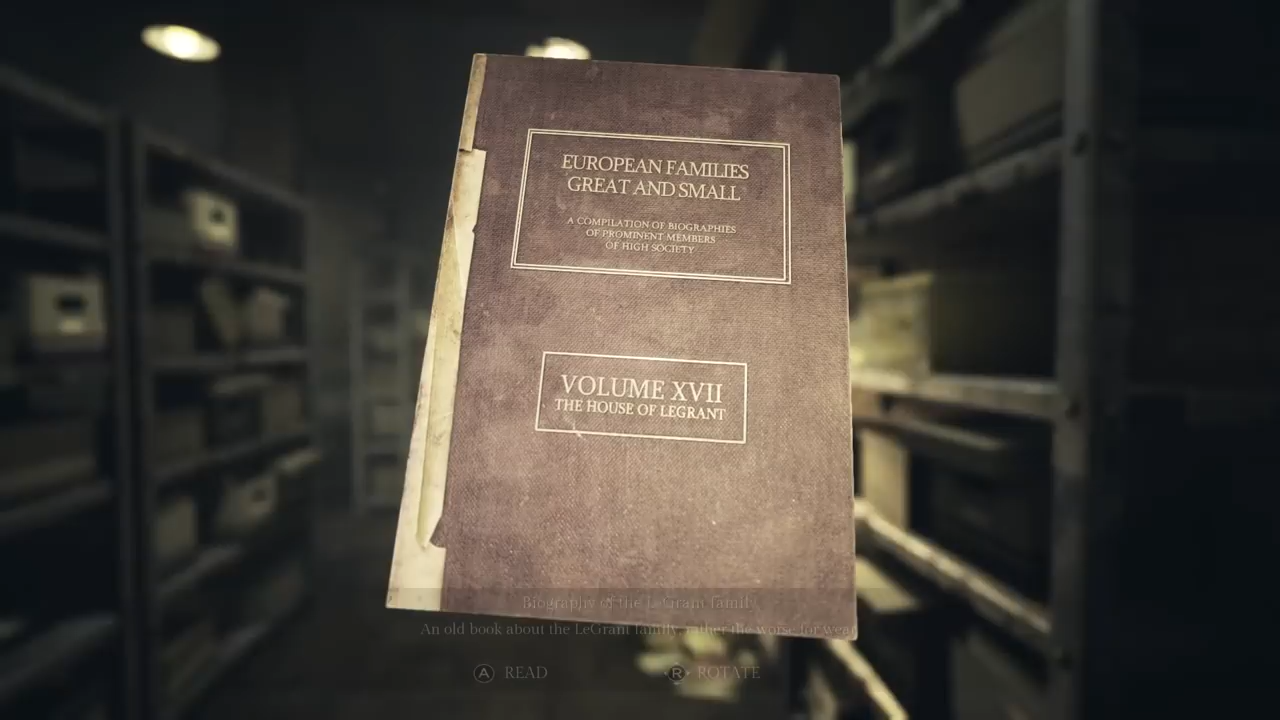 EUROPEAN FAMILIES
GREAT AND SMALL
A COMPILATION OF BIOGRAPHIES
OF PROMINENT MEMBERS
OF HIGH SOCIETY
VOLUME XVII
THE HOUSE OF LEGRANT
Biography of the LeGrant family
An old book about the LeGrant family, rather the worse for wear
A READ
R ROTATE